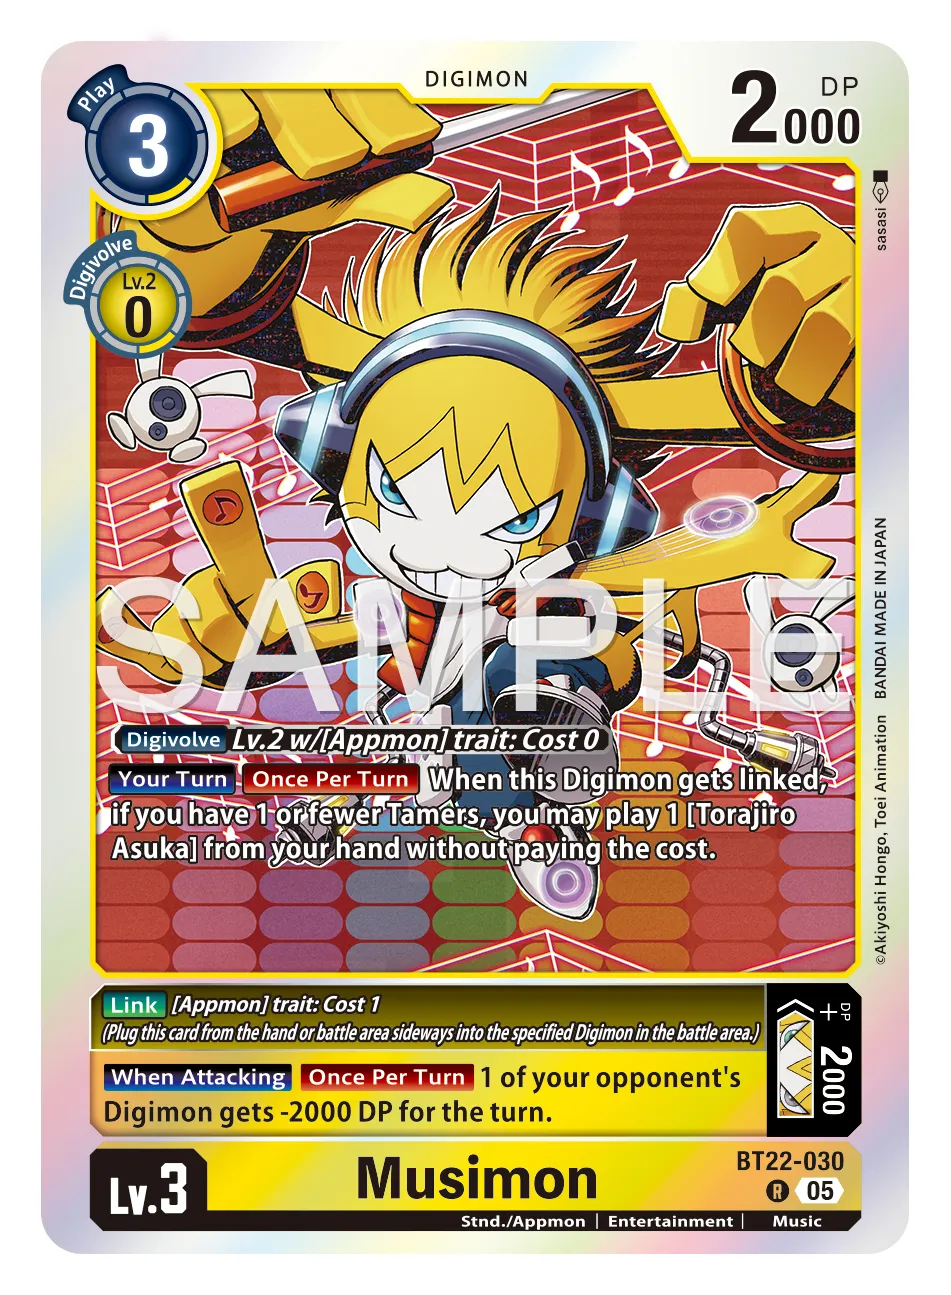 DIGIMON
Play
3
DP
2000
Digivolve
Lv.2
0
sasasi
SAMPLE
Digivolve Lv.2 w/[Appmon] trait: Cost 0
Your Turn Once Per Turn When this Digimon gets linked,
if you have 1 or fewer Tamers, you may play 1 [Torajiro
Asuka] from your hand without paying the cost.
©Akiyoshi Hongo, Toei Animation BANDAI MADE IN JAPAN
Link [Appmon] trait: Cost 1
(Plug this card from the hand or battle area sideways into the specified Digimon in the battle area.)
DP
+2000
When Attacking Once Per Turn 1 of your opponent's
Digimon gets -2000 DP for the turn.
Lv.3
Musimon
BT22-030
R 05
Stnd./Appmon | Entertainment | Music